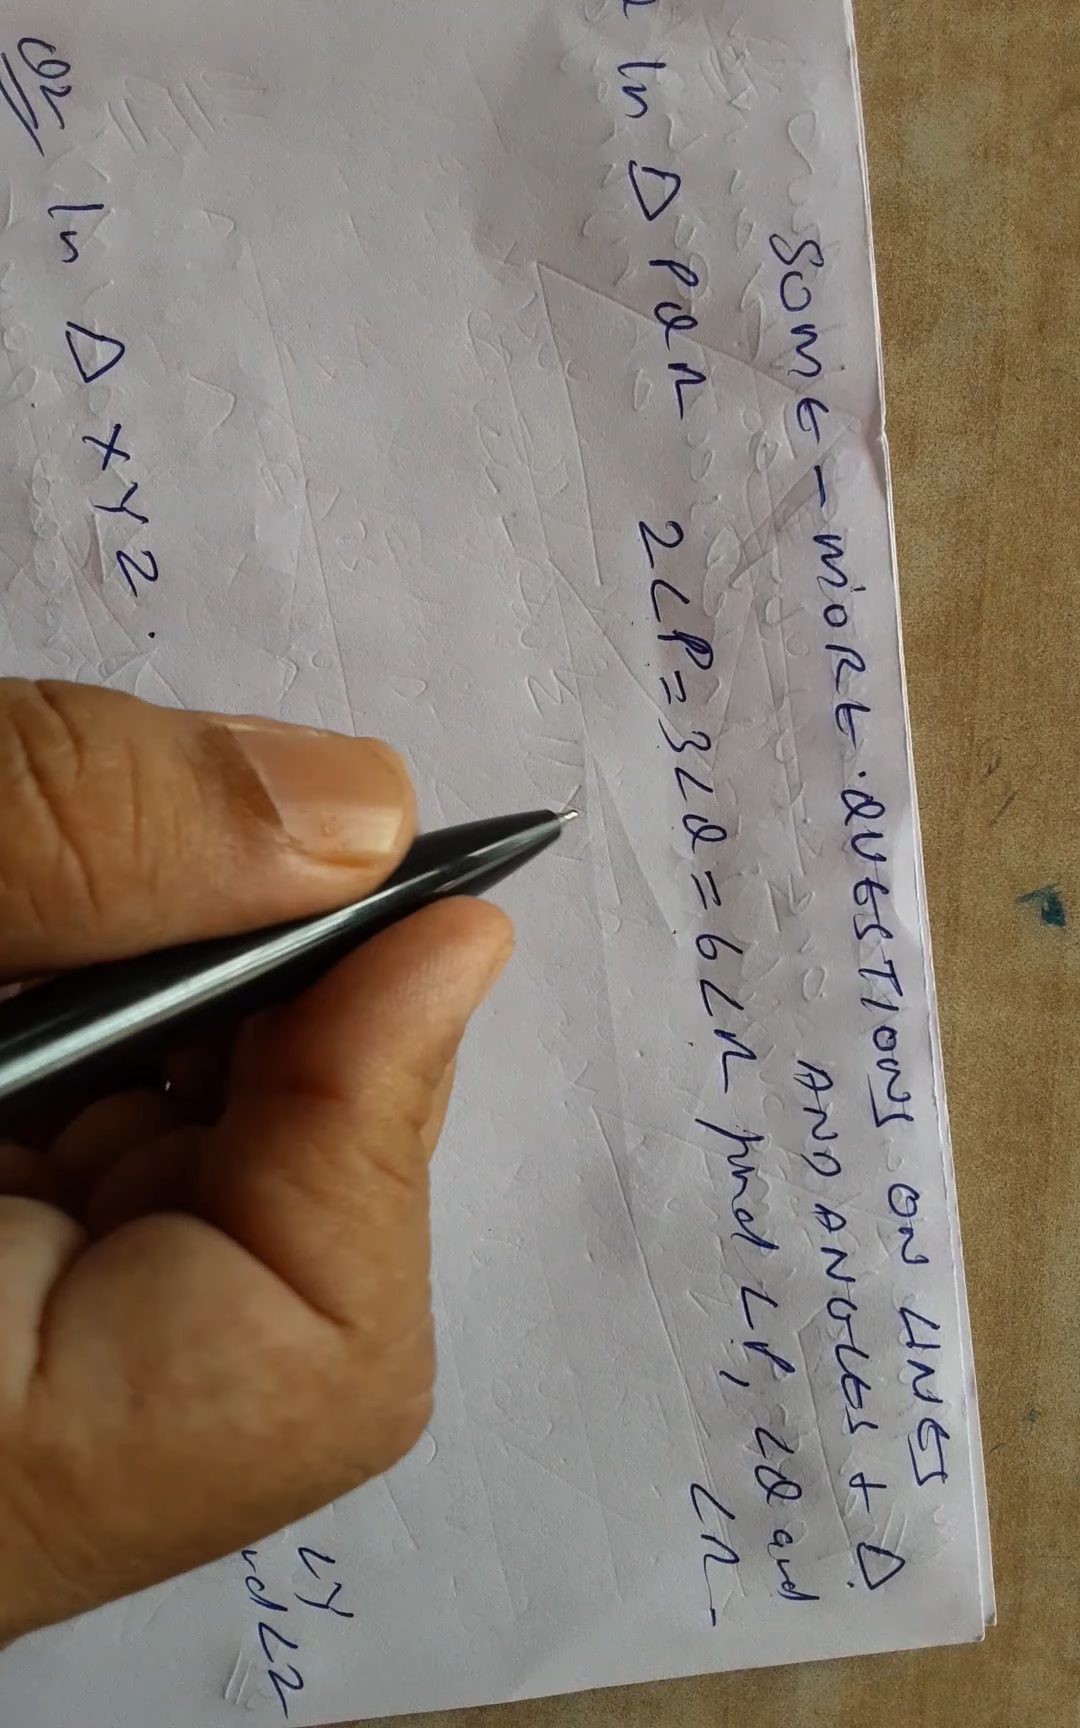 SOME - MORE QUESTIONS ON LINES
AND ANGLES + Δ.
In Δ PQR 2∠P=3∠Q=6∠R find ∠P, ∠Q and
∠R
Q2 In Δ XYZ.
∠Y
∠Z